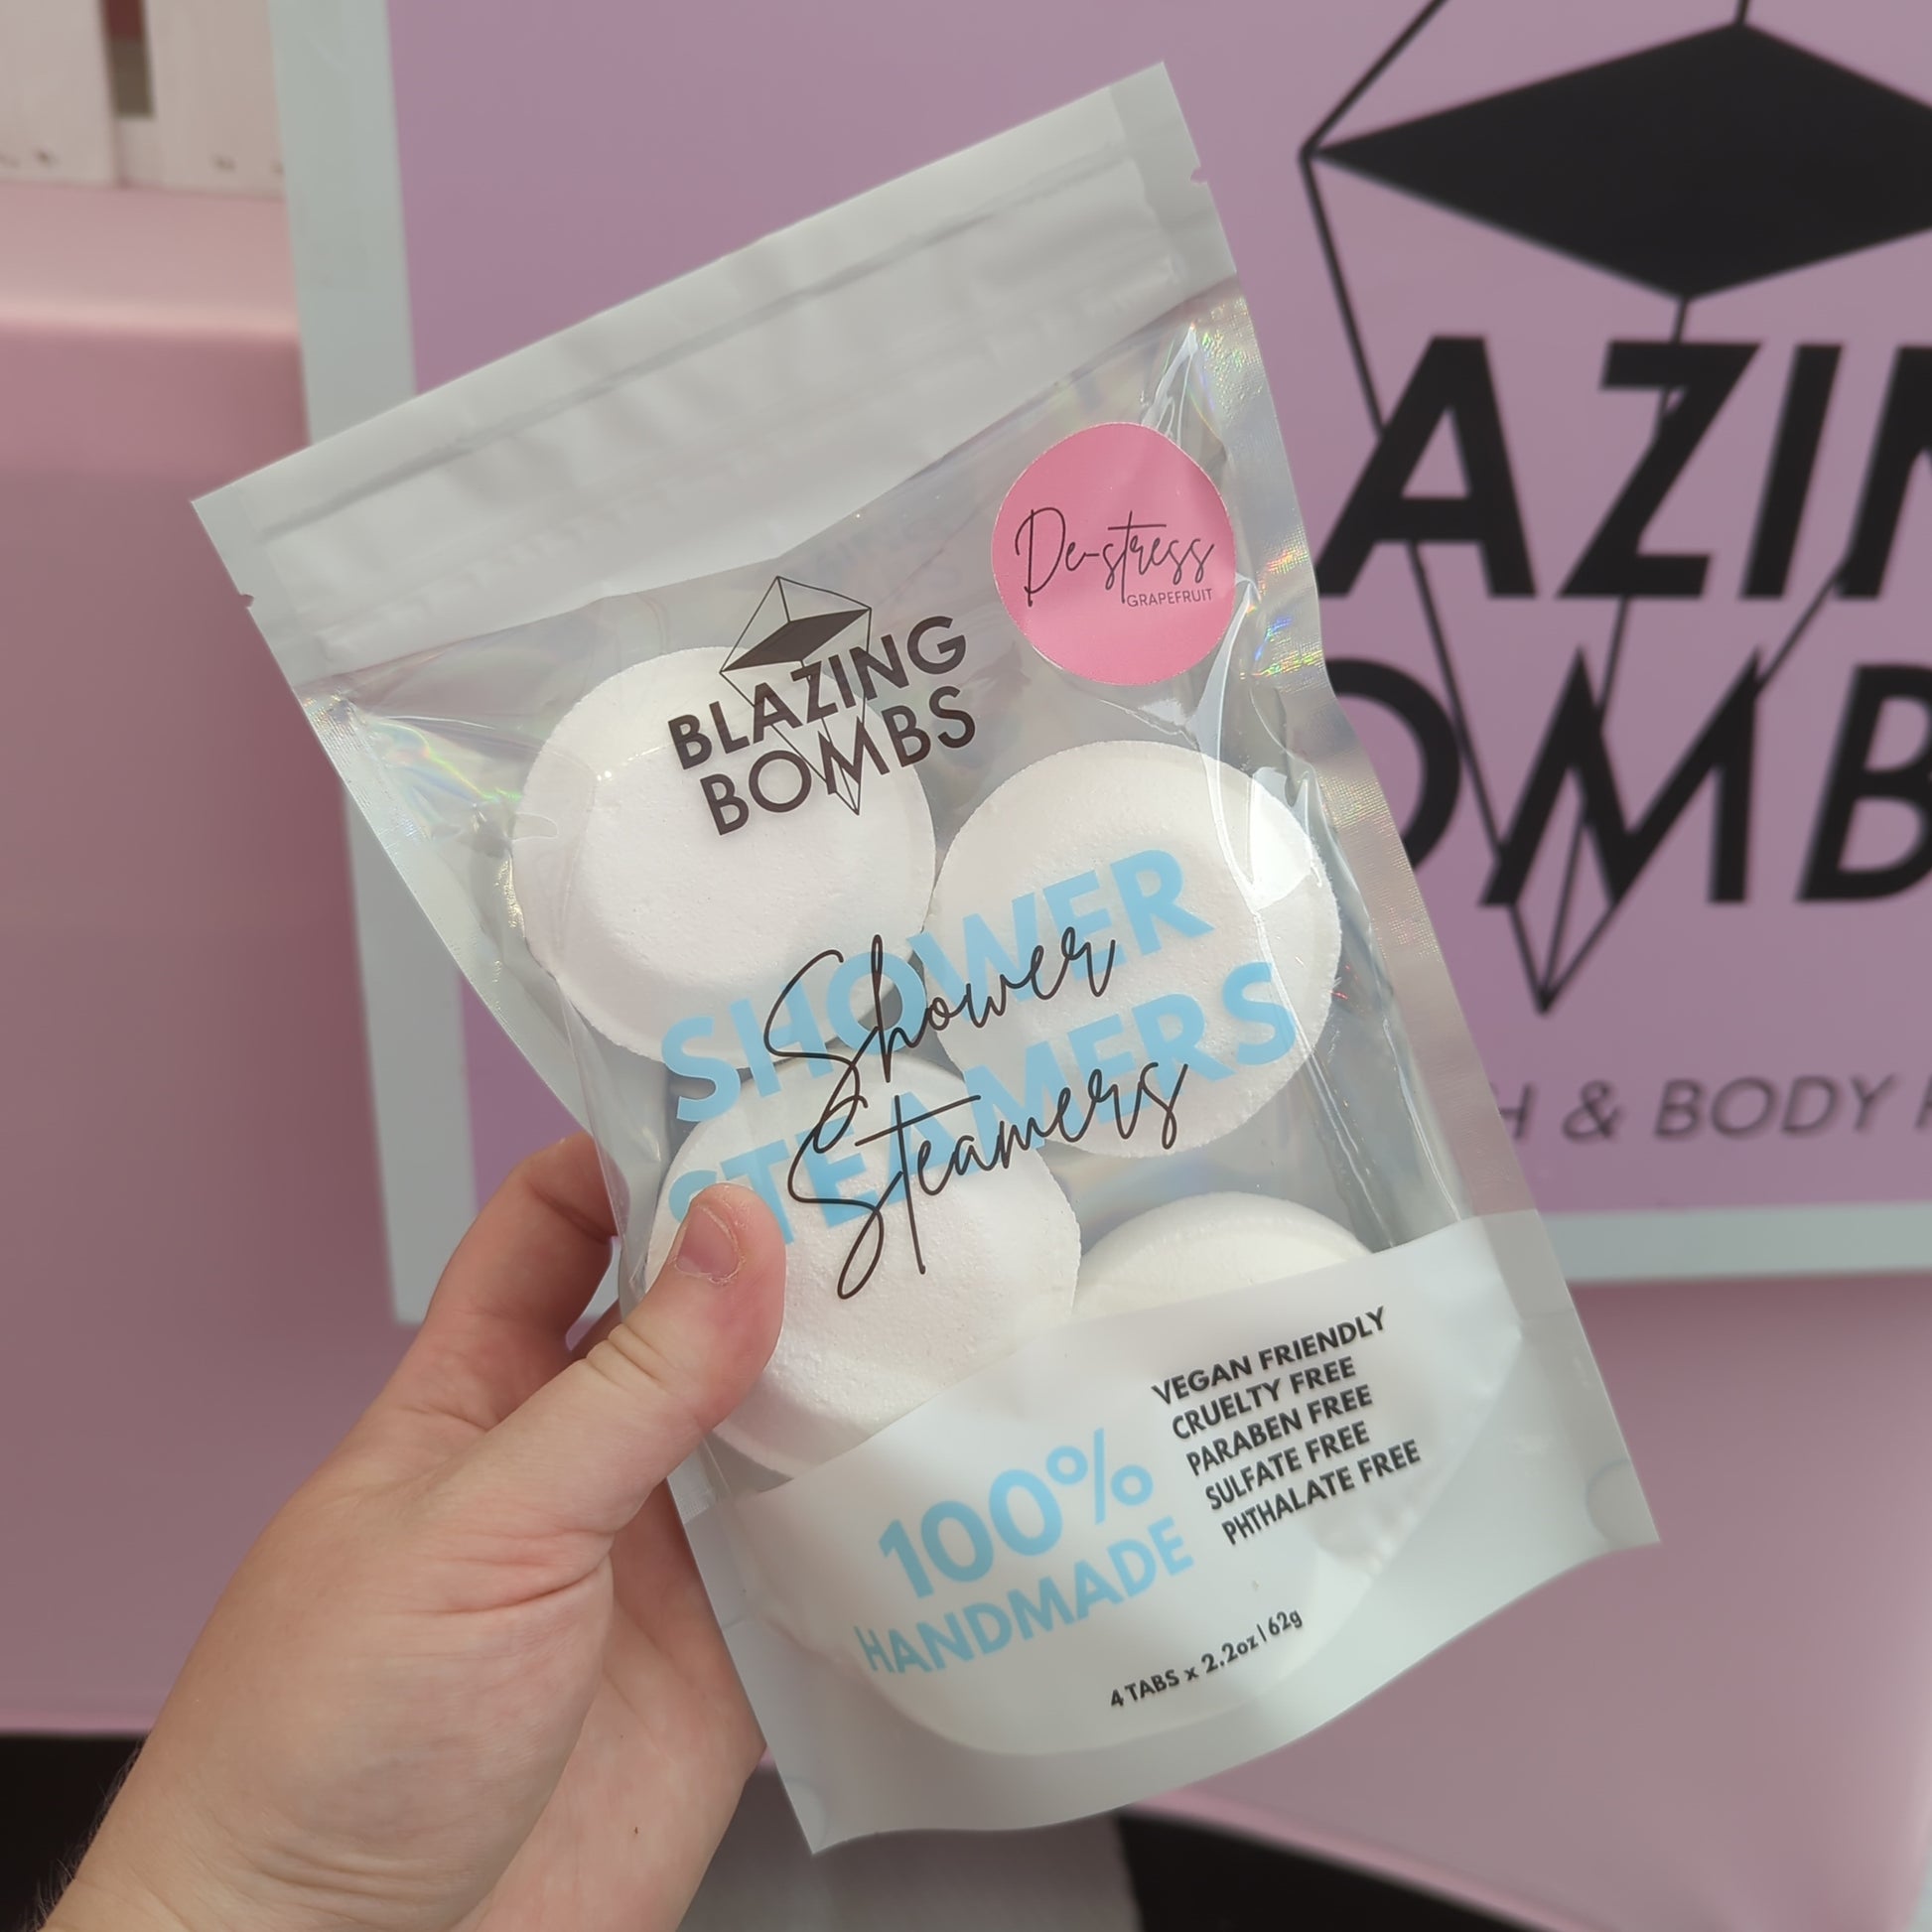 De-stress
GRAPEFRUIT
BLAZING
BOMBS
SHOWER
STEAMERS
Shower
Steamers
VEGAN FRIENDLY
CRUELTY FREE
PARABEN FREE
SULFATE FREE
PHTHALATE FREE
100%
HANDMADE
4 TABS x 2.2oz | 62g
AZIN
OMB
H & BODY